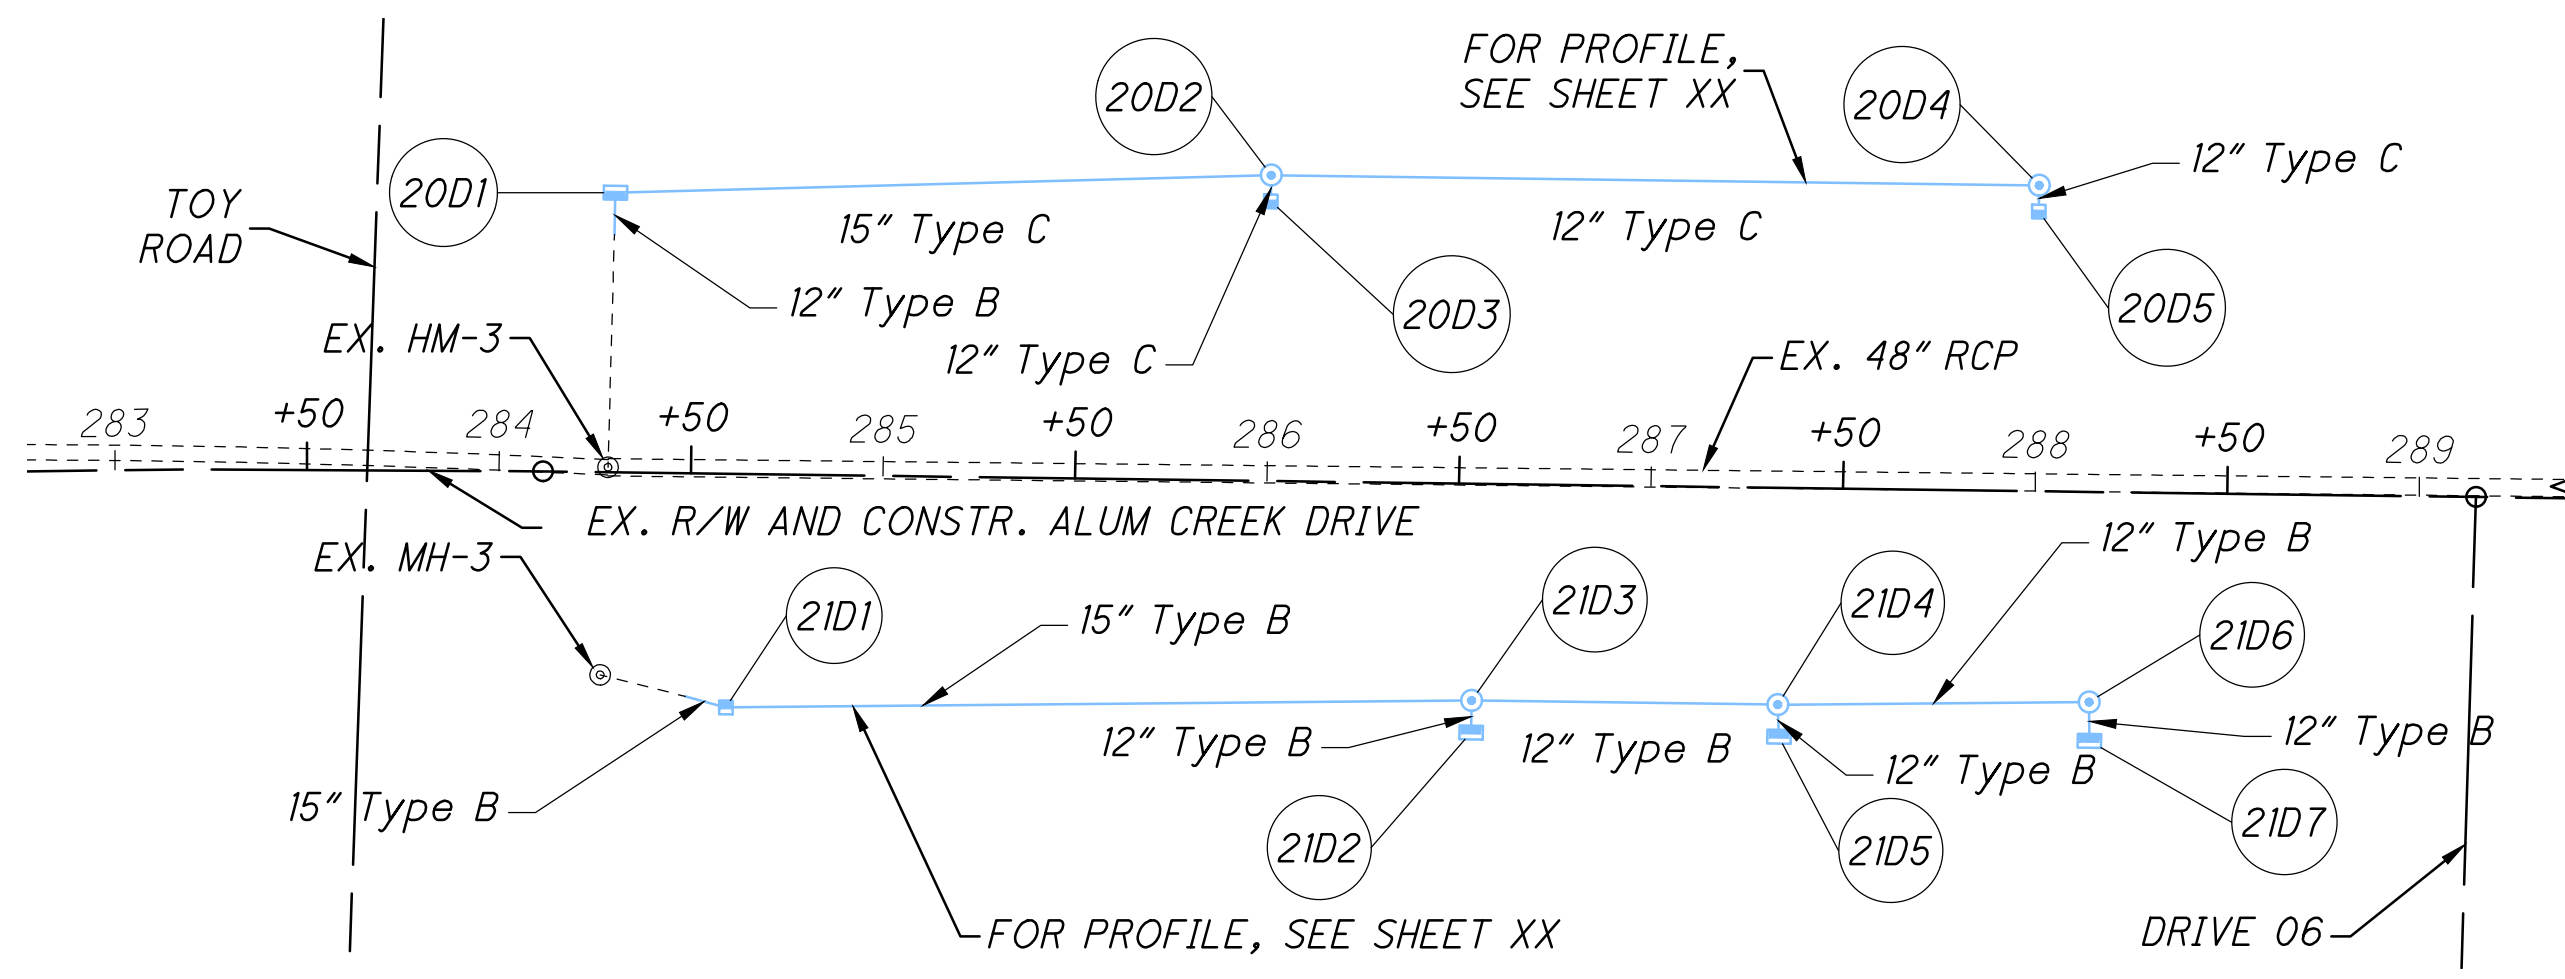 FOR PROFILE,
SEE SHEET XX
20D2
20D4
12" Type C
20D1
TOY
ROAD
15" Type C
12" Type C
12" Type B
20D3
20D5
EX. HM-3
12" Type C
EX. 48" RCP
283
+50
284
+50
285
+50
286
+50
287
+50
288
+50
289
EX. R/W AND CONSTR. ALUM CREEK DRIVE
12" Type B
EX. MH-3
21D1
15" Type B
21D3
21D4
21D6
12" Type B
12" Type B
12" Type B
12" Type B
15" Type B
21D2
21D5
21D7
FOR PROFILE, SEE SHEET XX
DRIVE 06